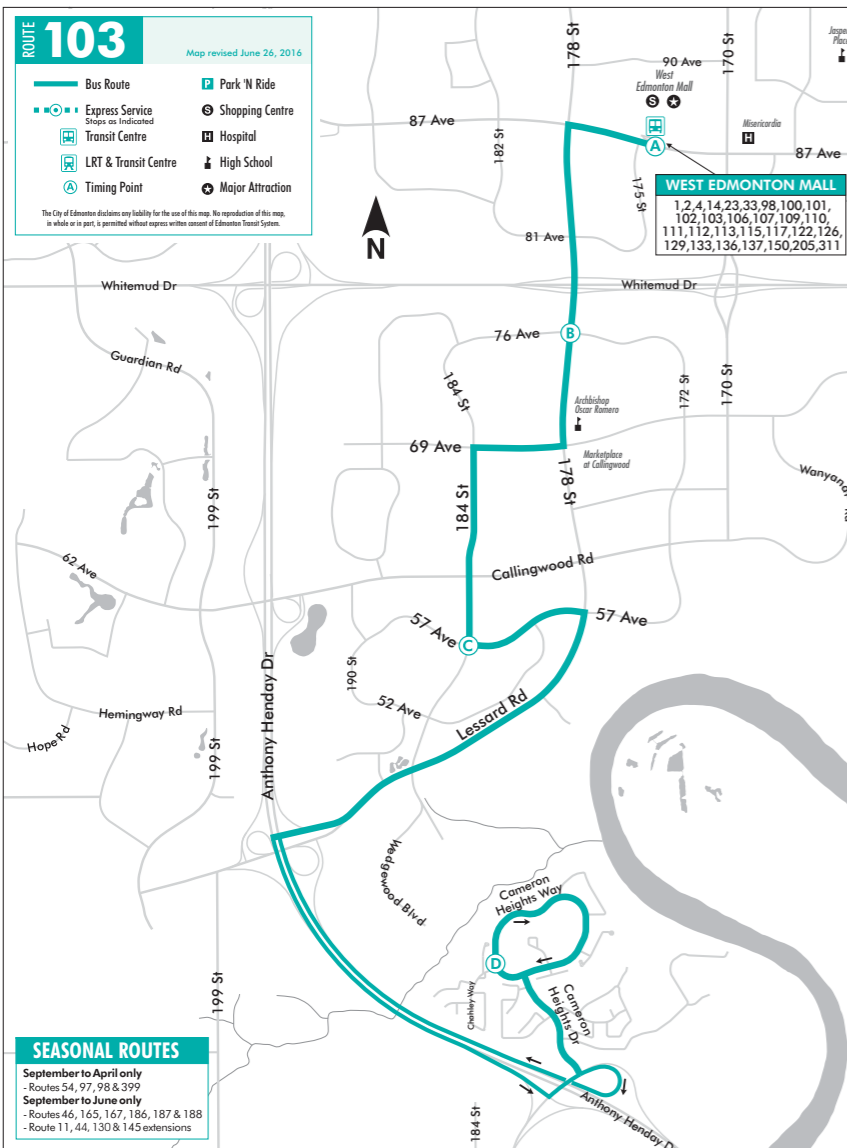 ROUTE 103
Map revised June 26, 2016
Bus Route
Express Service
Stops as Indicated
Transit Centre
LRT & Transit Centre
A Timing Point
P Park 'N Ride
S Shopping Centre
H Hospital
High School
Major Attraction
The City of Edmonton disclaims any liability for the use of this map. No reproduction of this map,
in whole or in part, is permitted without express written consent of Edmonton Transit System.
N
178 St
170 St
90 Ave
Jasper
Place
West
Edmonton Mall
S
Misericordia
H
87 Ave
182 St
A
87 Ave
175 St
WEST EDMONTON MALL
1,2,4,14,23,33,98,100,101,
102,103,106,107,109,110,
111,112,113,115,117,122,126,
129,133,136,137,150,205,311
81 Ave
Whitemud Dr
Whitemud Dr
76 Ave
B
Guardian Rd
184 St
172 St
170 St
Archbishop
Oscar Romero
69 Ave
Marketplace
at Callingwood
178 St
199 St
184 St
62 Ave
Callingwood Rd
57 Ave
C
57 Ave
190 St
52 Ave
Lessard Rd
Anthony Henday Dr
Hemingway Rd
Hope Rd
199 St
Wedgewood Blvd
Cameron
Heights Way
D
Cameron
Heights Dr
199 St
Anthony Henday Dr
184 St
SEASONAL ROUTES
September to April only
- Routes 54, 97, 98 & 399
September to June only
- Routes 46, 165, 167, 186, 187 & 188
- Route 11, 44, 130 & 145 extensions